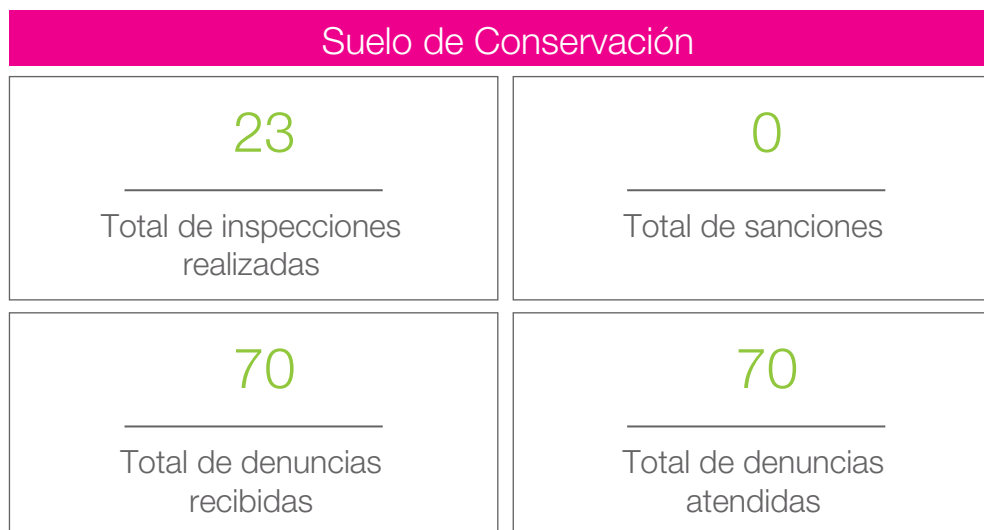 Suelo de Conservación
23
Total de inspecciones
realizadas
0
Total de sanciones
70
Total de denuncias
recibidas
70
Total de denuncias
atendidas